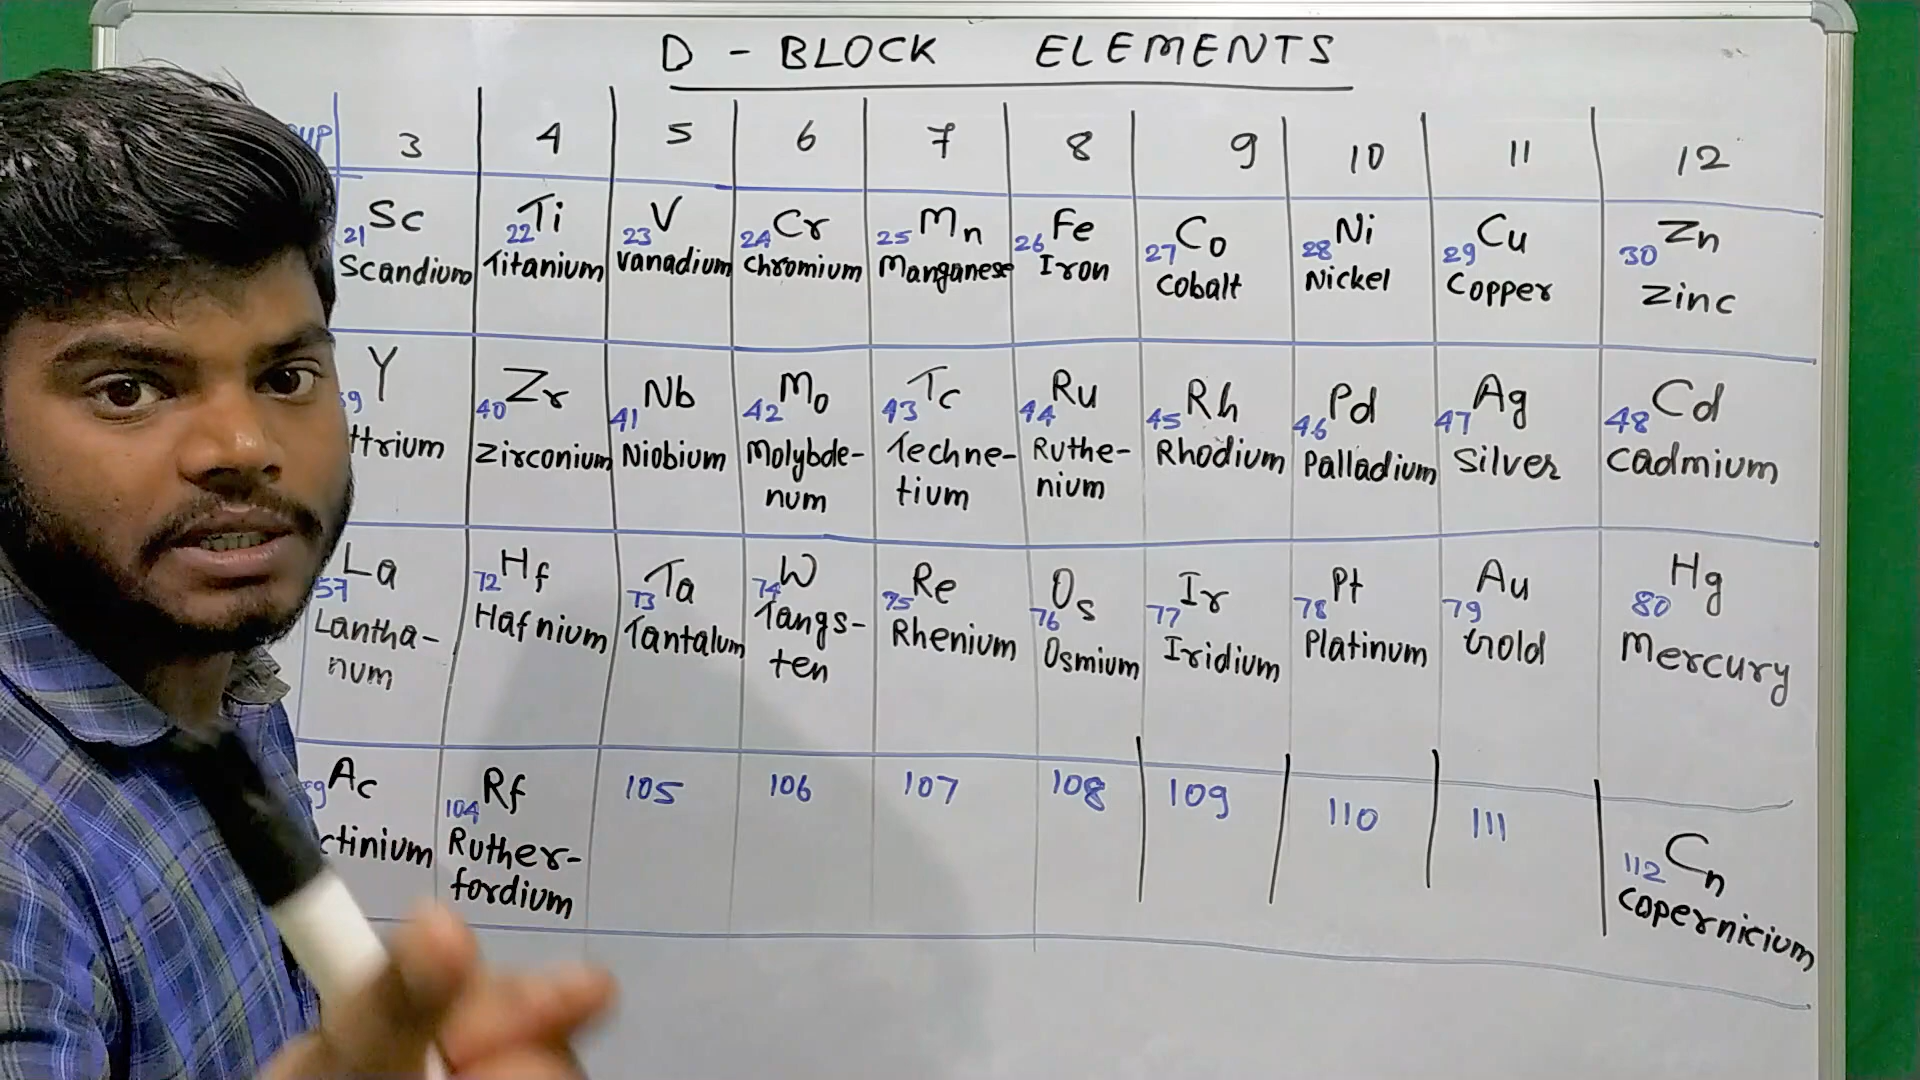 D - BLOCK ELEMENTS
3 4 5 6 7 8 9 10 11 12
21 Sc 22 Ti 23 V 24 Cr 25 Mn 26 Fe 27 Co 28 Ni 29 Cu 30 Zn
Scandium Titanium Vanadium Chromium Manganese Iron Cobalt Nickel Copper Zinc
9 Y 40 Zr 41 Nb 42 Mo 43 Tc 44 Ru 45 Rh 46 Pd 47 Ag 48 Cd
ttrium Zirconium Niobium Molybde- Techne- Ruthe- Rhodium Palladium Silver Cadmium
num tium nium
57 La 72 Hf 73 Ta 74 W 75 Re 76 Os 77 Ir 78 Pt 79 Au 80 Hg
Lantha- Hafnium Tantalum Tangs- Rhenium Osmium Iridium Platinum Gold Mercury
num ten
9 Ac 104 Rf 105 106 107 108 109 110 111 112 Cn
ctinium Ruther- Copernicium
fordium